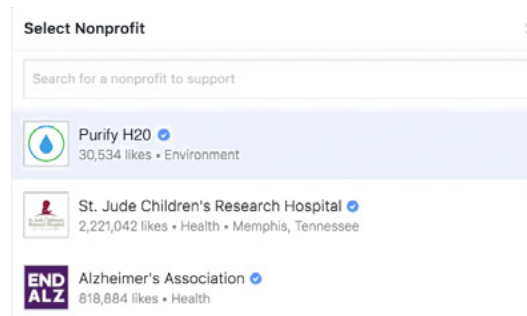 Select Nonprofit
Search for a nonprofit to support
Purify H20
30,534 likes • Environment
St. Jude Children's Research Hospital
2,221,042 likes • Health • Memphis, Tennessee
END
ALZ
Alzheimer's Association
818,884 likes • Health